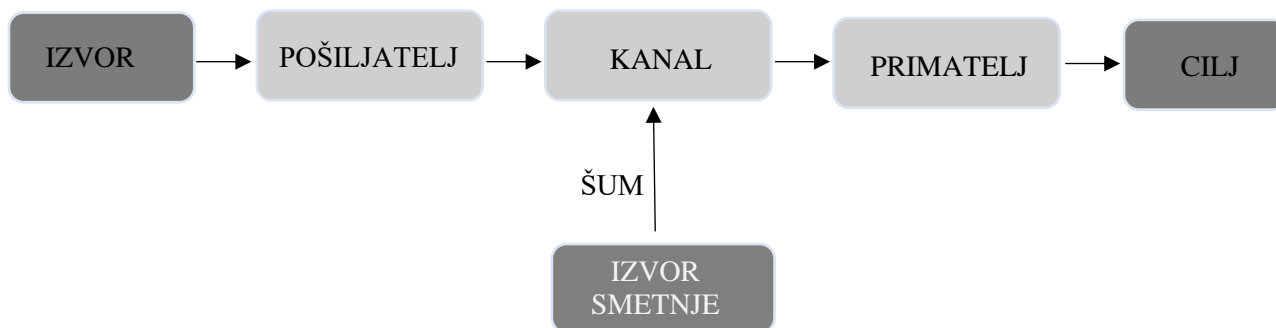 IZVOR
POŠILJATELJ
KANAL
PRIMATELJ
CILJ
ŠUM
IZVOR
SMETNJE